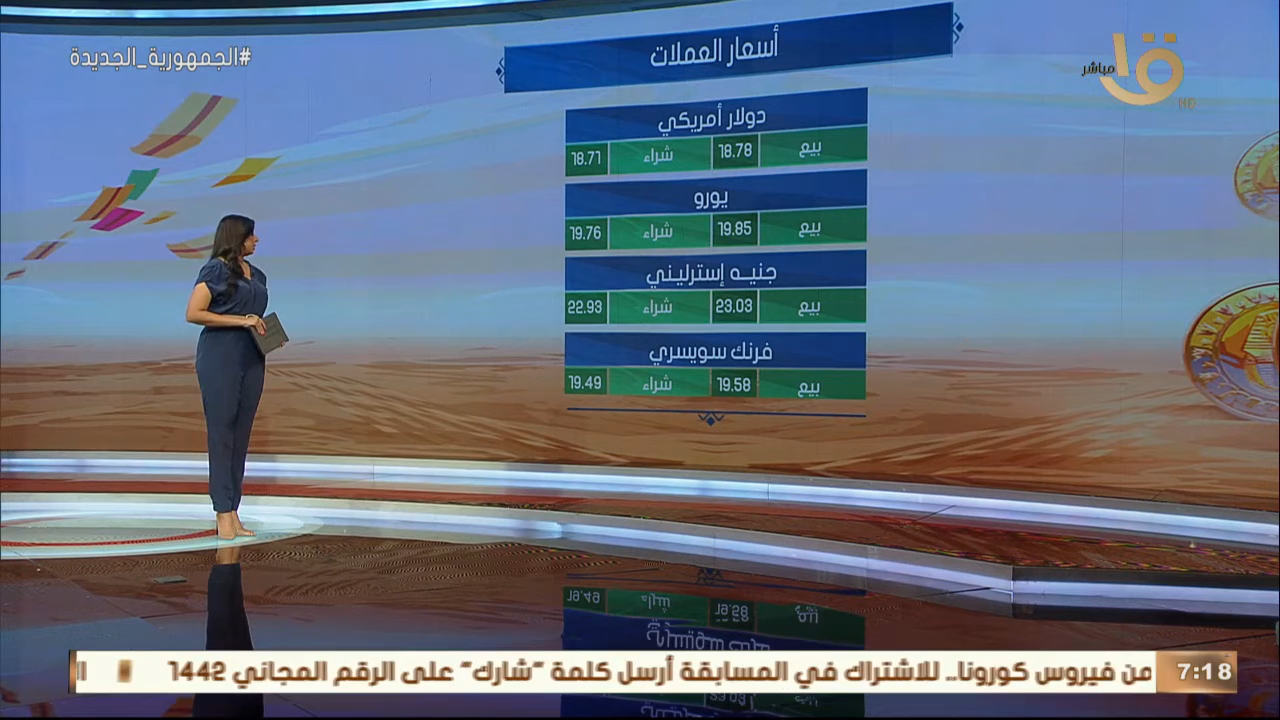 #الجمهورية_الجديدة
أسعار العملات
مباشر
HD
دولار أمريكي
بيع 18.78 شراء 18.71
يورو
بيع 19.85 شراء 19.76
جنيه إسترليني
بيع 23.03 شراء 22.93
فرنك سويسري
بيع 19.58 شراء 19.49
7:18 من فيروس كورونا.. للاشتراك في المسابقة أرسل كلمة "شارك" على الرقم المجاني 1442